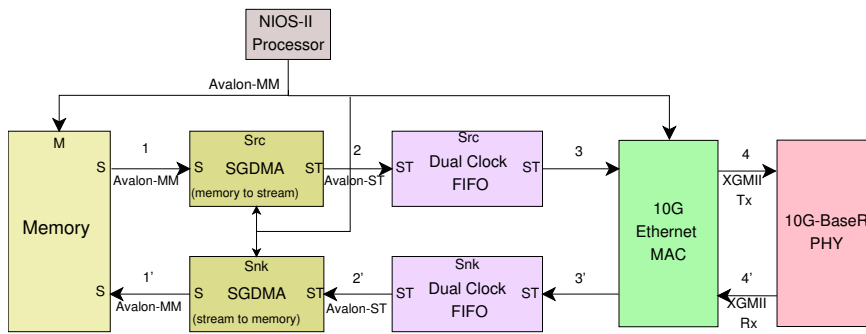 NIOS-II
Processor
Avalon-MM
M
S
1
Avalon-MM
Src
S
SGDMA
ST
(memory to stream)
2
Avalon-ST
Src
ST
Dual Clock
FIFO
ST
3
4
XGMII
Tx
Memory
10G
Ethernet
MAC
10G-BaseR
PHY
S
1'
Avalon-MM
Snk
S
SGDMA
ST
(stream to memory)
2'
Avalon-ST
Snk
ST
Dual Clock
FIFO
ST
3'
4'
XGMII
Rx